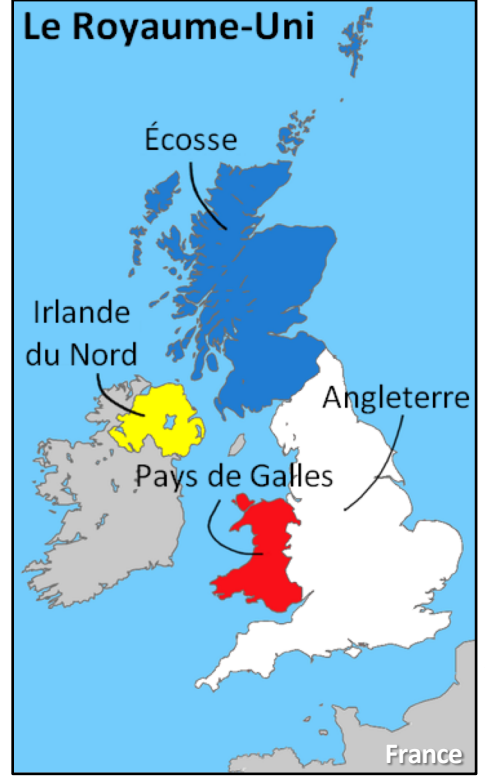 Le Royaume-Uni
Écosse
Irlande
du Nord
Angleterre
Pays de Galles
France